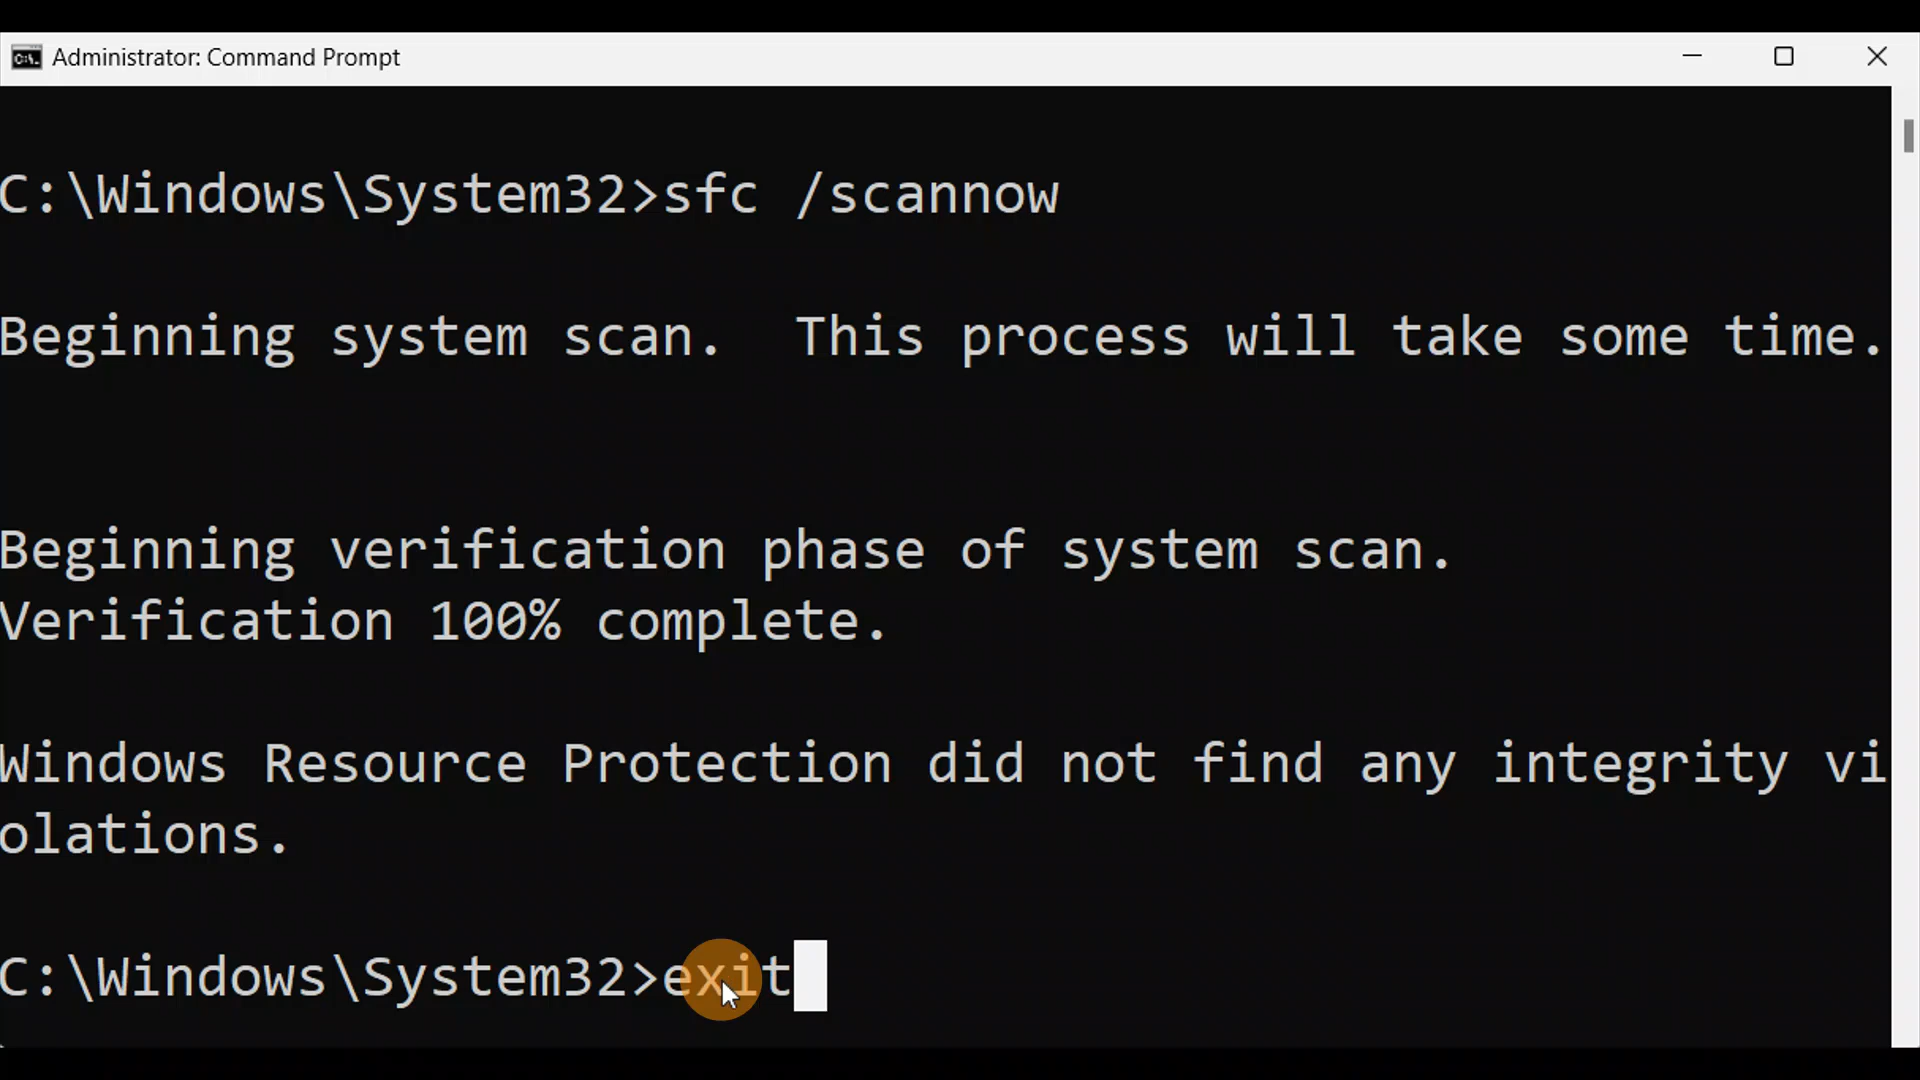 Administrator: Command Prompt
C:\Windows\System32>sfc /scannow
Beginning system scan.  This process will take some time.
Beginning verification phase of system scan.
Verification 100% complete.
Windows Resource Protection did not find any integrity vi
olations.
C:\Windows\System32>exit